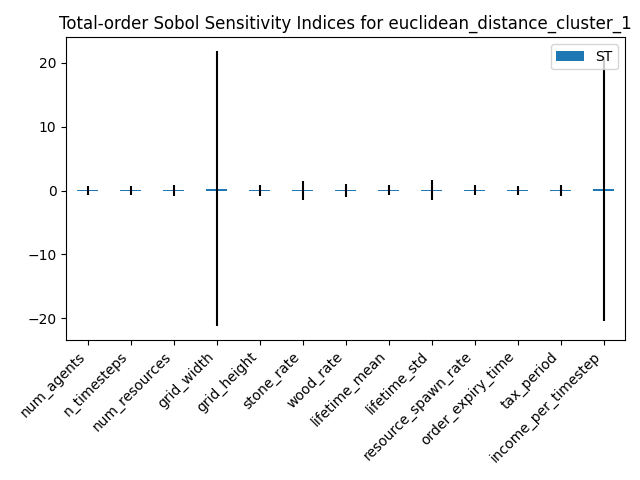 Total-order Sobol Sensitivity Indices for euclidean_distance_cluster_1
ST
20
10
0
−10
−20
num_agents
n_timesteps
num_resources
grid_width
grid_height
stone_rate
wood_rate
lifetime_mean
lifetime_std
resource_spawn_rate
order_expiry_time
tax_period
income_per_timestep